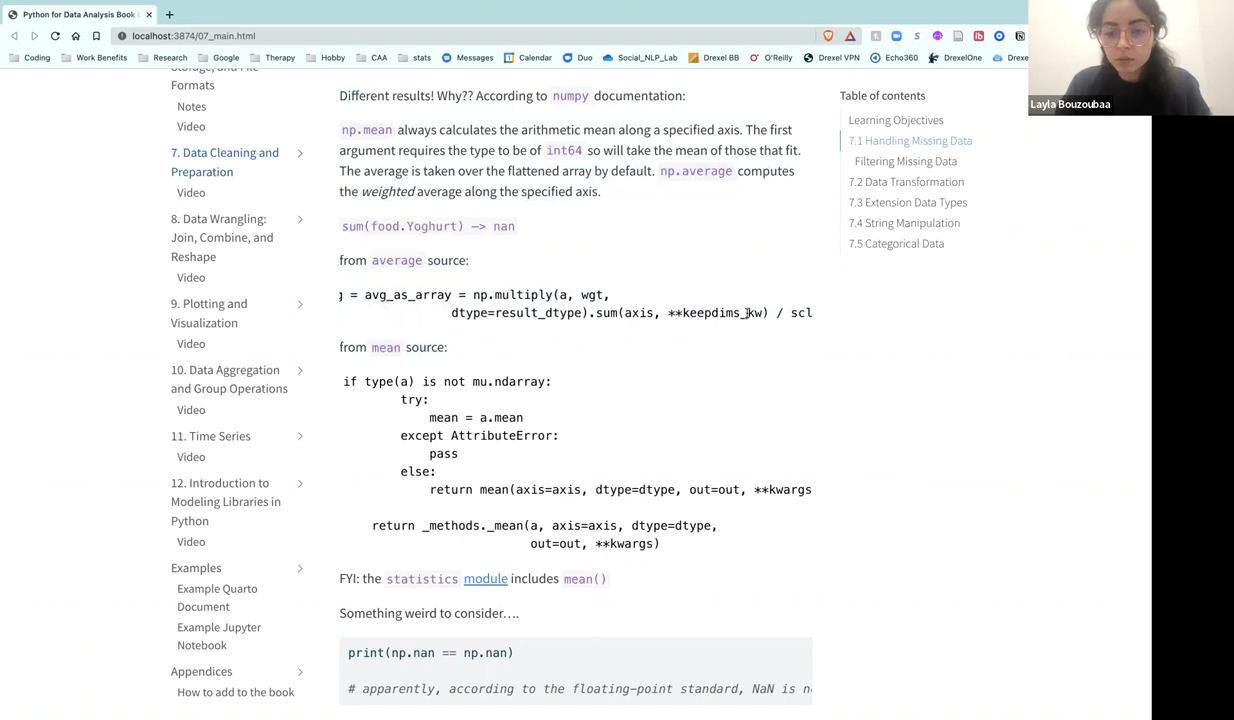 Python for Data Analysis Book
localhost:3874/07_main.html
Coding
Work Benefits
Research
Google
Therapy
Hobby
CAA
stats
Messages
Calendar
Duo
Social_NLP_Lab
Drexel BB
O'Reilly
Drexel VPN
Echo360
DrexelOne
Drexe
Layla Bouzoubaa
Storage, and File
Formats
Notes
Video
7. Data Cleaning and
Preparation
Video
8. Data Wrangling:
Join, Combine, and
Reshape
Video
9. Plotting and
Visualization
Video
10. Data Aggregation
and Group Operations
Video
11. Time Series
Video
12. Introduction to
Modeling Libraries in
Python
Video
Examples
Example Quarto
Document
Example Jupyter
Notebook
Appendices
How to add to the book
Different results! Why?? According to numpy documentation:
np.mean always calculates the arithmetic mean along a specified axis. The first
argument requires the type to be of int64 so will take the mean of those that fit.
The average is taken over the flattened array by default. np.average computes
the weighted average along the specified axis.
sum(food.Yoghurt) —> nan
from average source:
g = avg_as_array = np.multiply(a, wgt,
dtype=result_dtype).sum(axis, **keepdims_kw) / scl
from mean source:
if type(a) is not mu.ndarray:
try:
mean = a.mean
except AttributeError:
pass
else:
return mean(axis=axis, dtype=dtype, out=out, **kwargs
return _methods._mean(a, axis=axis, dtype=dtype,
out=out, **kwargs)
FYI: the statistics module includes mean()
Something weird to consider….
print(np.nan == np.nan)
# apparently, according to the floating-point standard, NaN is n
Table of contents
Learning Objectives
7.1 Handling Missing Data
Filtering Missing Data
7.2 Data Transformation
7.3 Extension Data Types
7.4 String Manipulation
7.5 Categorical Data